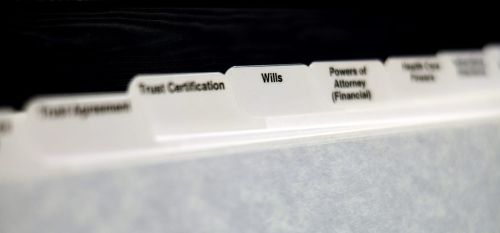 Trust Agreement
Trust Certification
Wills
Powers of
Attorney
(Financial)
Health Care
Powers